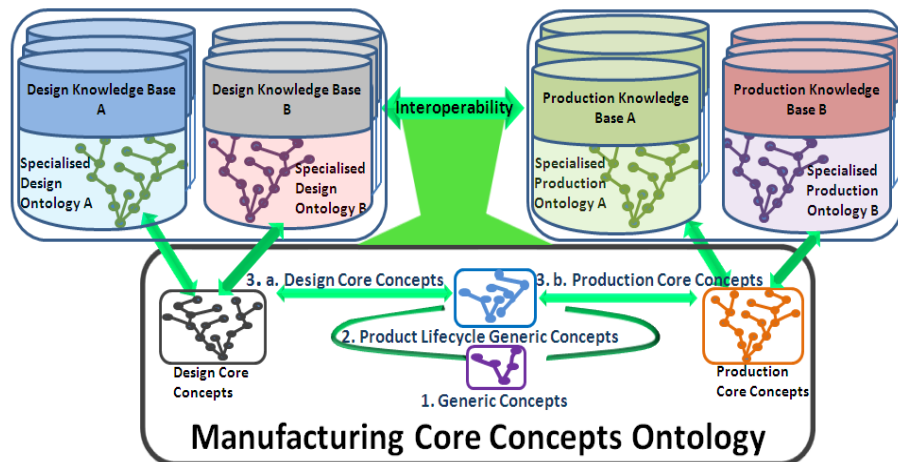 Design Knowledge Base
A
Design Knowledge Base
B
Interoperability
Production Knowledge
Base A
Production Knowledge
Base B
Specialised
Design
Ontology A
Specialised
Design
Ontology B
Specialised
Production
Ontology A
Specialised
Production
Ontology B
3. a. Design Core Concepts
3. b. Production Core Concepts
2. Product Lifecycle Generic Concepts
Design Core
Concepts
1. Generic Concepts
Production
Core Concepts
Manufacturing Core Concepts Ontology